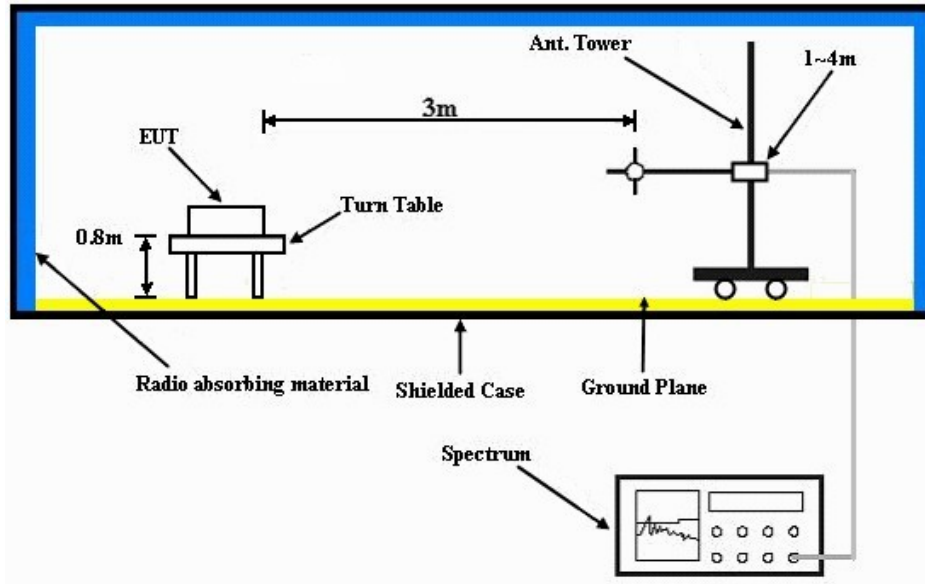 Ant. Tower
1~4m
3m
EUT
Turn Table
0.8m
Radio absorbing material
Shielded Case
Ground Plane
Spectrum